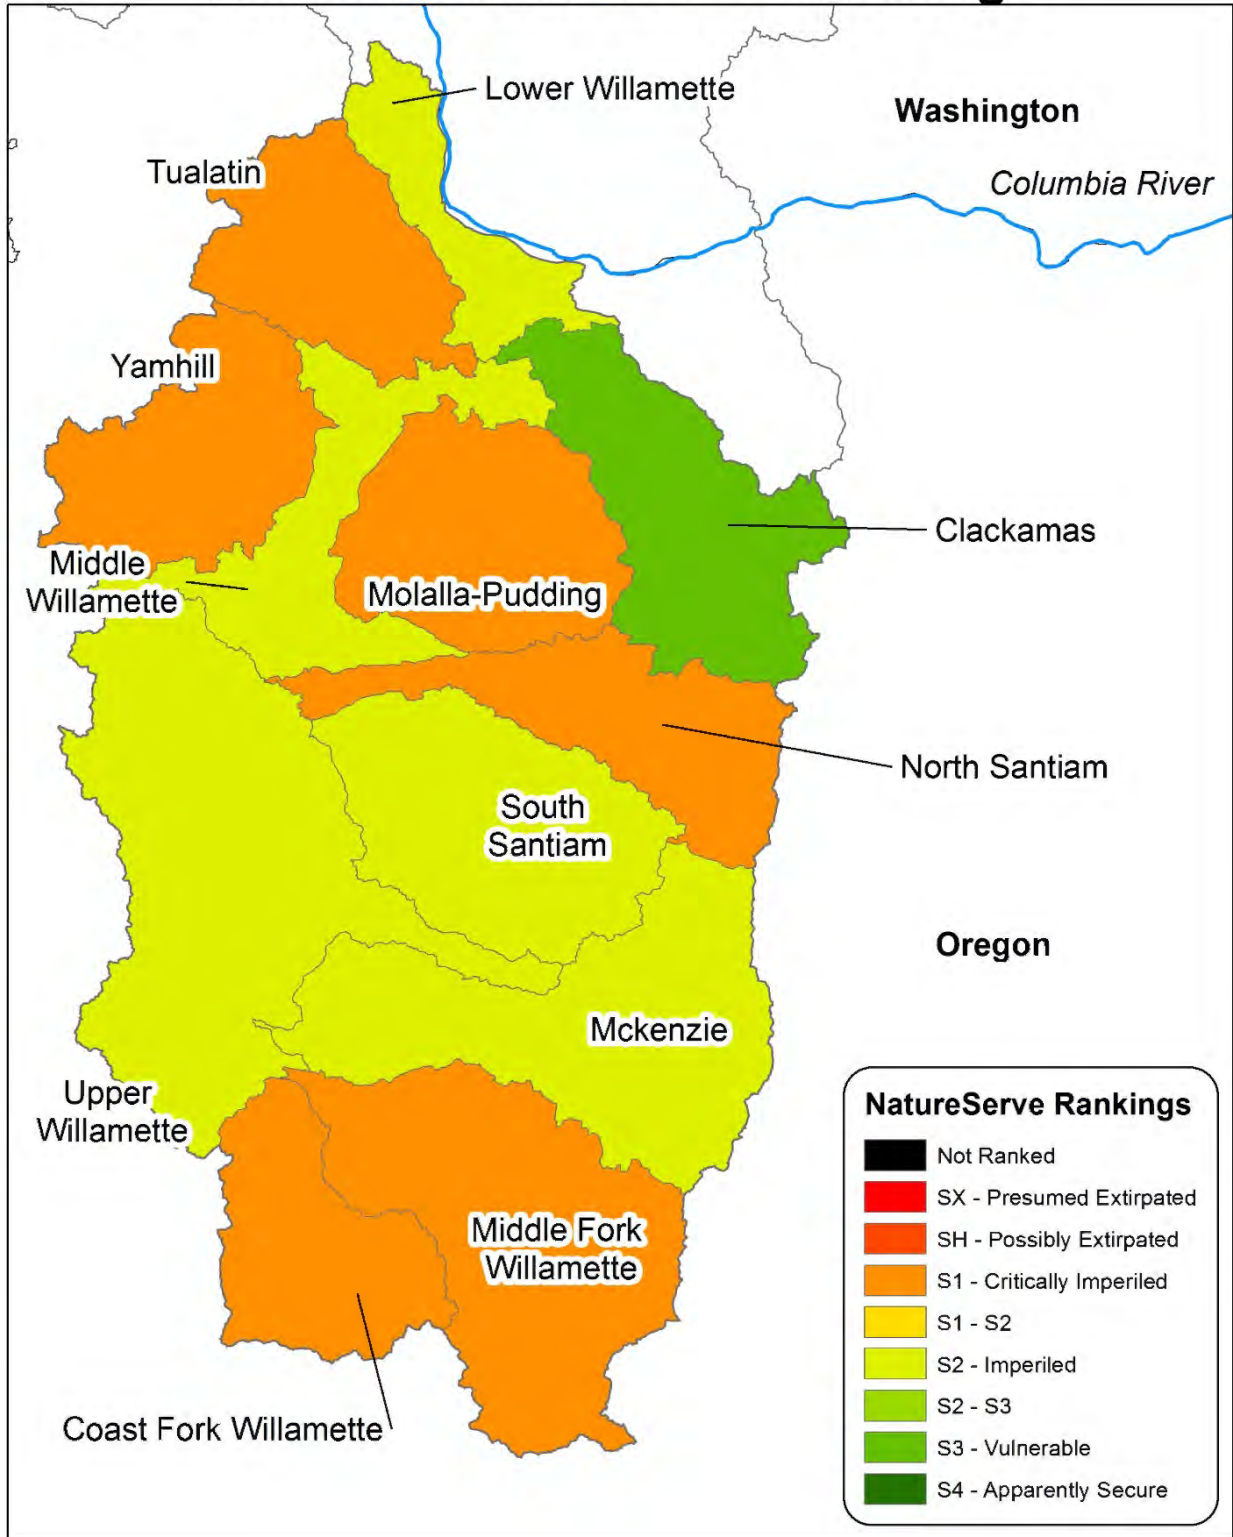 Lower Willamette
Washington
Tualatin
Columbia River
Yamhill
Clackamas
Middle
Willamette
Molalla-Pudding
North Santiam
South
Santiam
Oregon
Mckenzie
Upper
Willamette
Middle Fork
Willamette
Coast Fork Willamette
NatureServe Rankings
Not Ranked
SX - Presumed Extirpated
SH - Possibly Extirpated
S1 - Critically Imperiled
S1 - S2
S2 - Imperiled
S2 - S3
S3 - Vulnerable
S4 - Apparently Secure